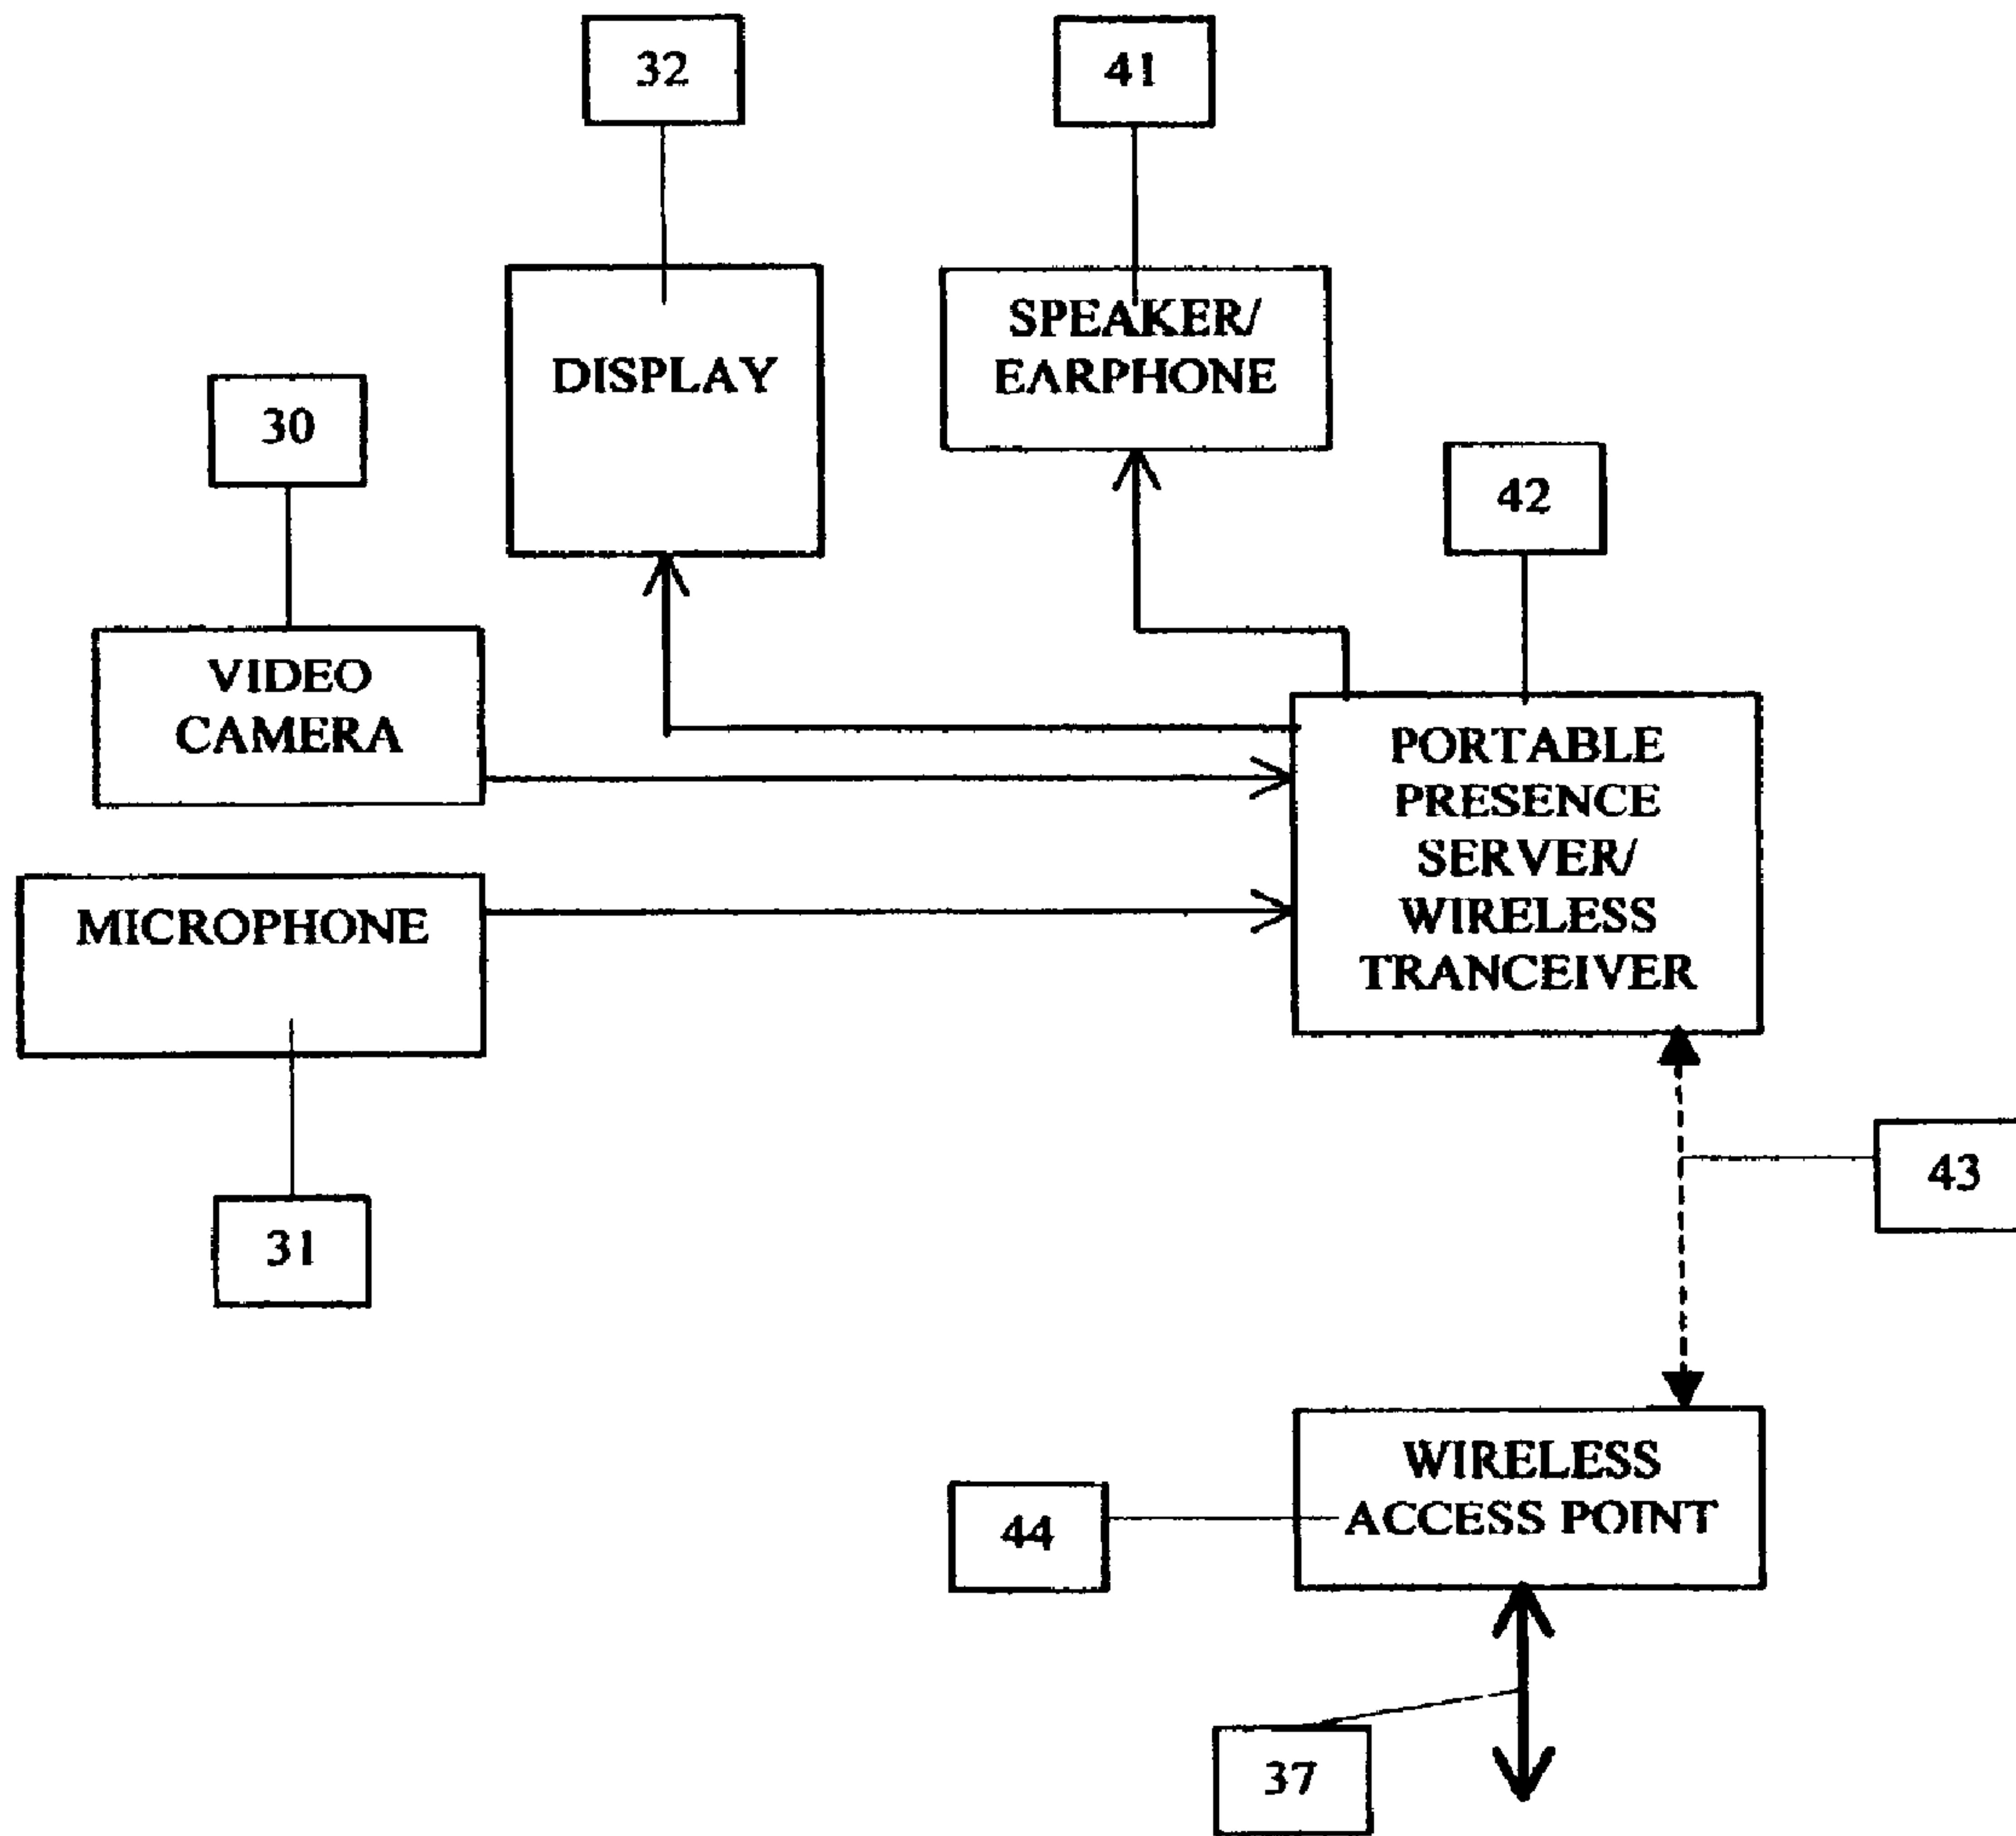 32
41
SPEAKER/
EARPHONE
DISPLAY
30
42
VIDEO
CAMERA
PORTABLE
PRESENCE
SERVER/
WIRELESS
TRANCEIVER
MICROPHONE
43
31
WIRELESS
ACCESS POINT
44
37